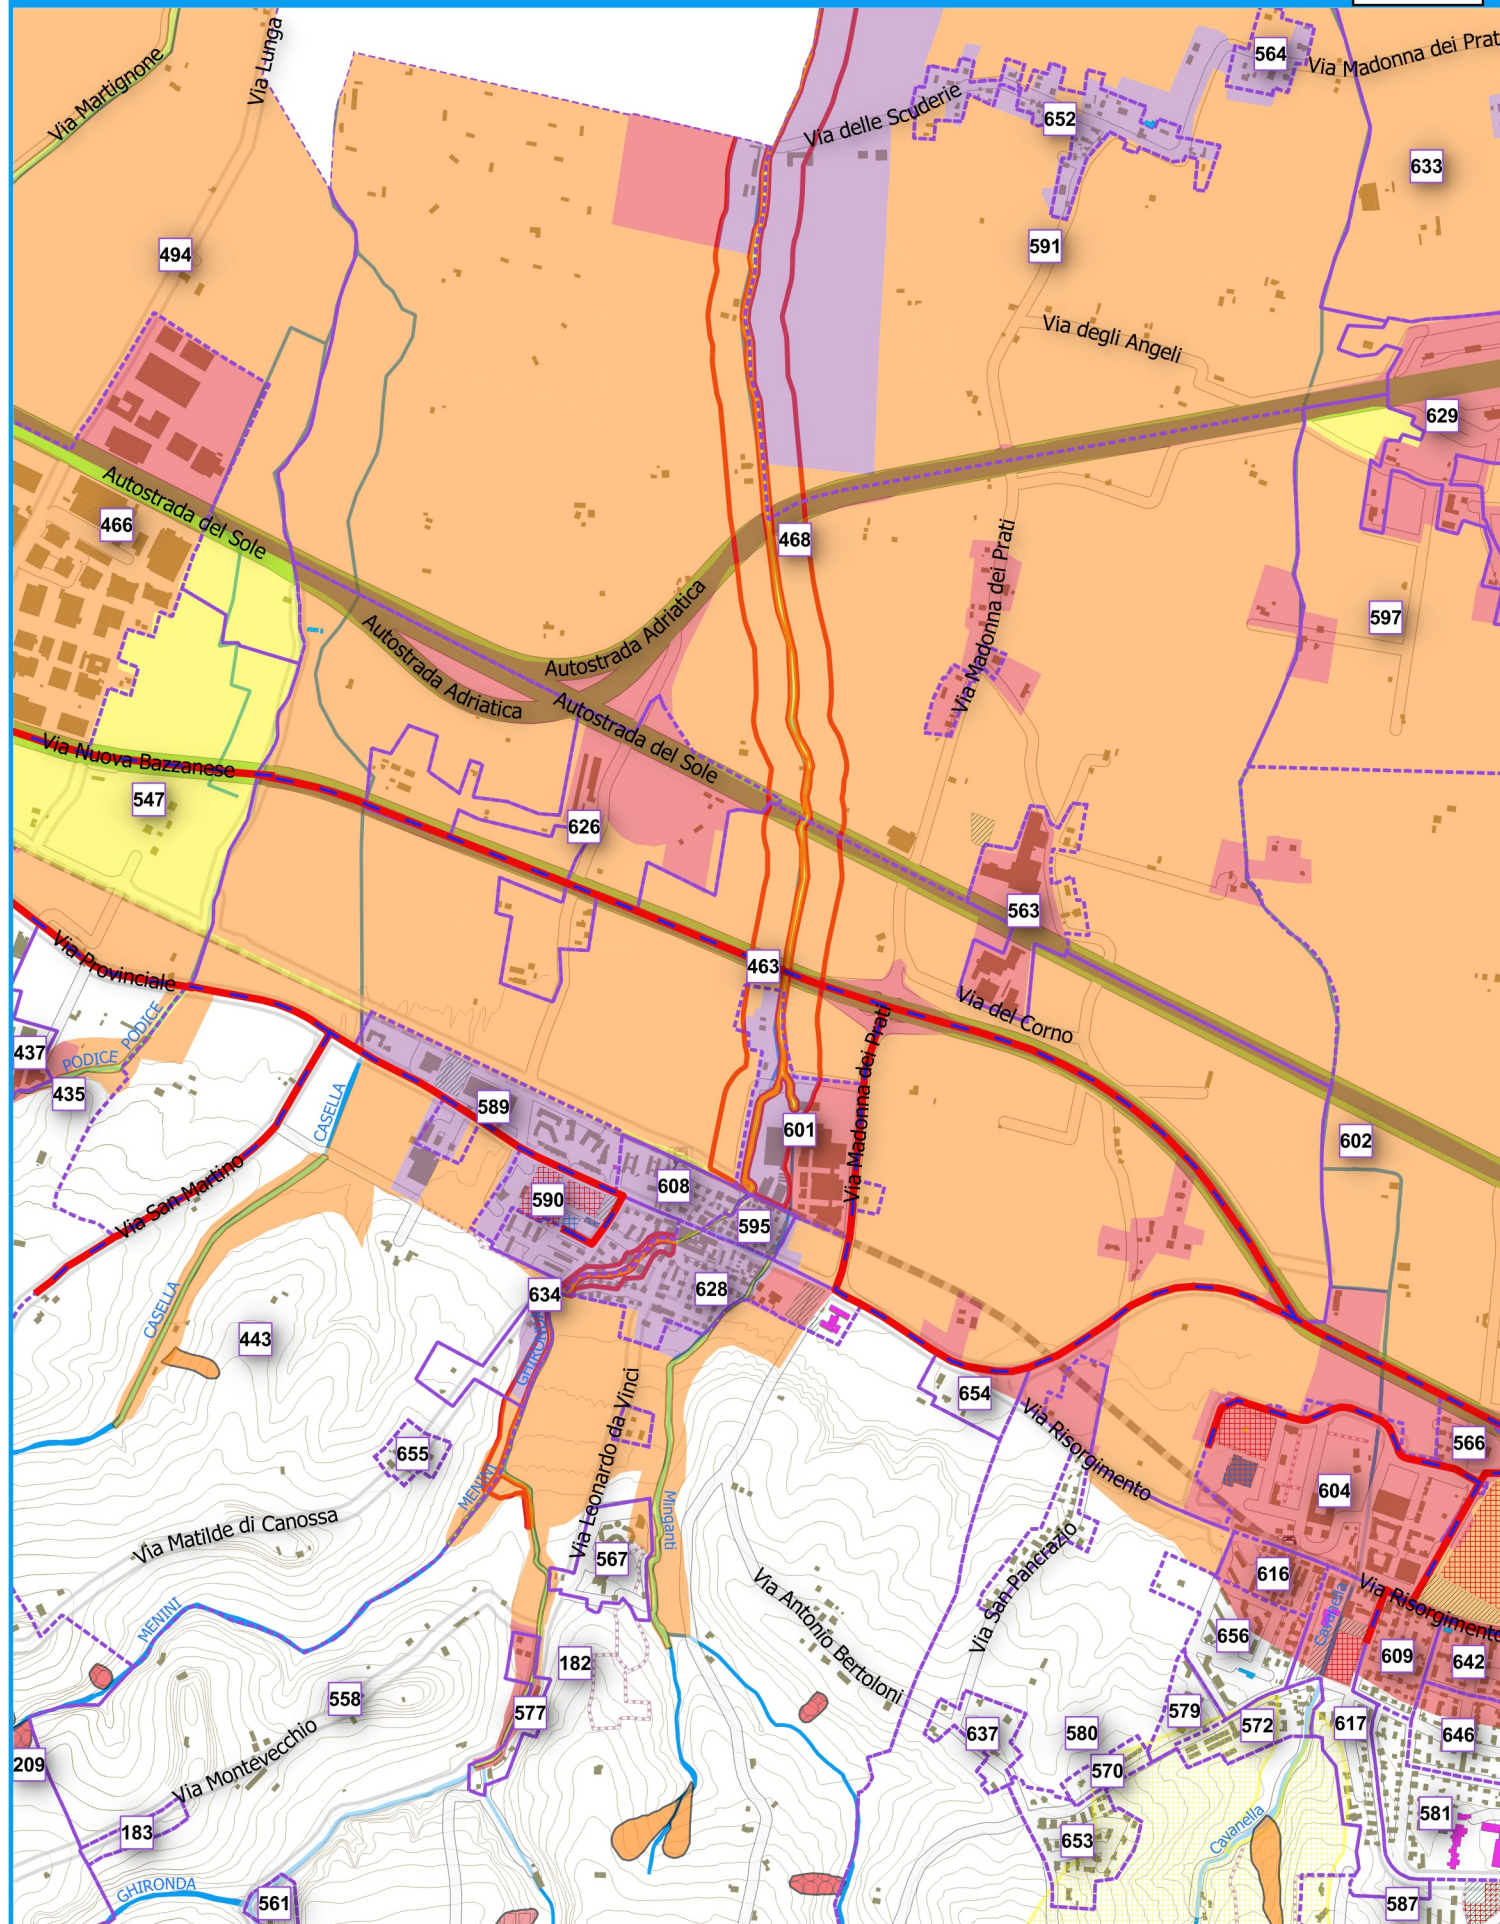 564
Via Madonna dei Prat
Via Martignone
Via Lunga
Via delle Scuderie
652
633
494
591
Via degli Angeli
629
Autostrada del Sole
466
468
Via Madonna dei Prati
597
Autostrada Adriatica
Autostrada Adriatica
Autostrada del Sole
Via Nuova Bazzanese
547
626
563
Via Provinciale
463
Via del Corno
PODICE
PODICE
437
435
CASELLA
589
601
Via Madonna dei Prati
602
Via San Martino
590
608
595
634
628
CASELLA
443
GHIRONDA
654
Via Risorgimento
655
566
MENINI
Via Leonardo da Vinci
604
Minganti
Via Matilde di Canossa
567
Via San Pancrazio
616
Via Risorgimento
Via Antonio Bertoloni
MENINI
Cavanella
656
609
642
182
558
577
579
572
617
637
580
646
209
Via Montevecchio
570
183
653
Cavanella
581
GHIRONDA
561
587